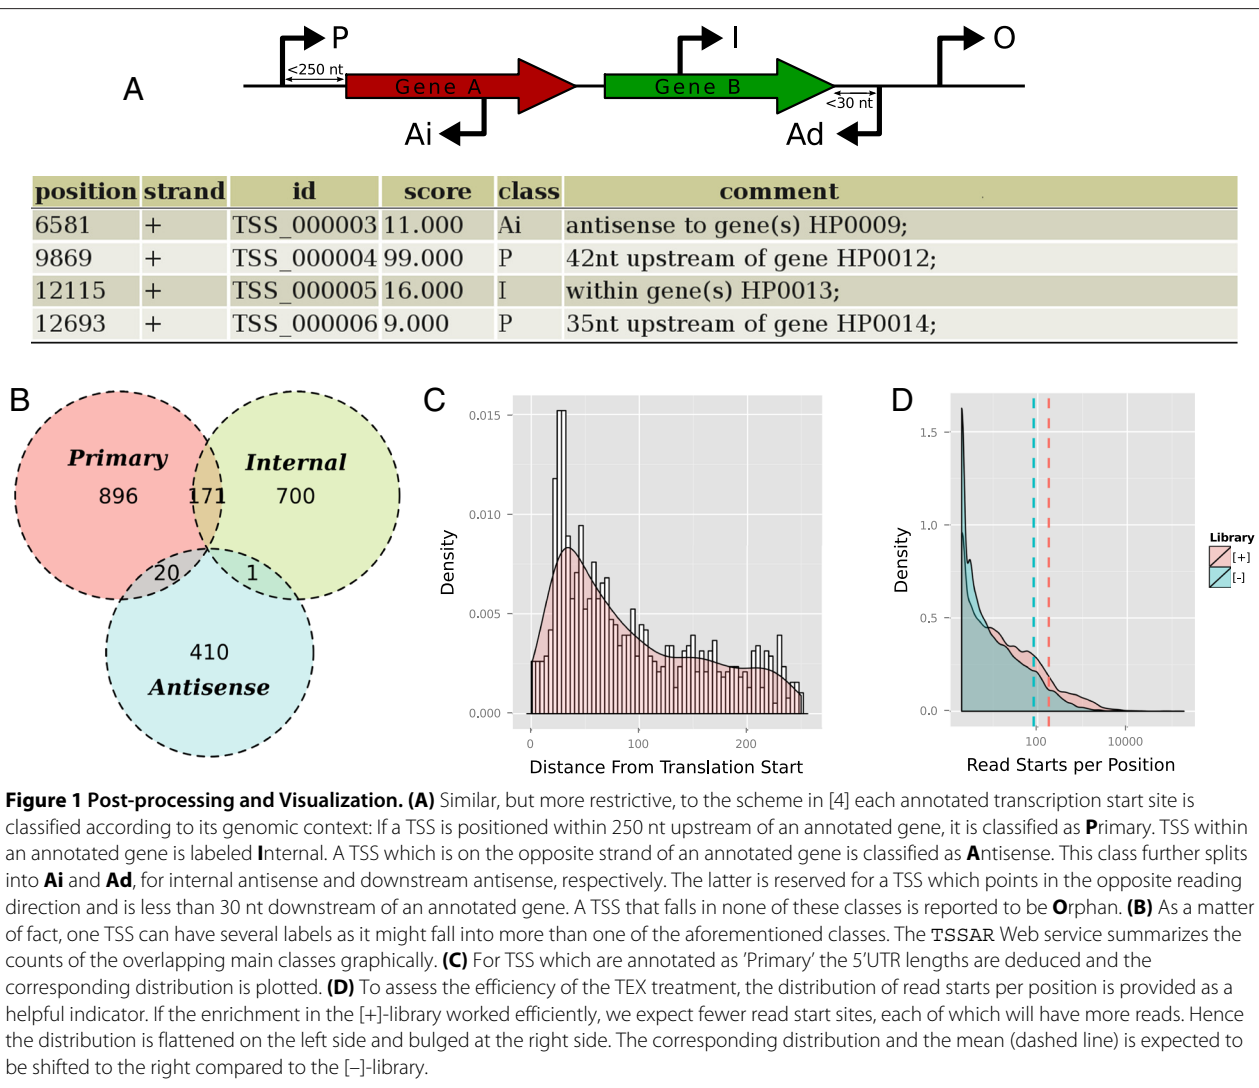 A
P
<250 nt
Gene A
Ai
I
Gene B
<30 nt
Ad
O
position strand id score class comment
6581 + TSS_000003 11.000 Ai antisense to gene(s) HP0009;
9869 + TSS_000004 99.000 P 42nt upstream of gene HP0012;
12115 + TSS_000005 16.000 I within gene(s) HP0013;
12693 + TSS_000006 9.000 P 35nt upstream of gene HP0014;
B
Primary
896
171
Internal
700
20
1
410
Antisense
C
0.015
0.010
0.005
0.000
Density
0 100 200
Distance From Translation Start
D
1.5
1.0
0.5
0.0
Density
100 10000
Read Starts per Position
Library
[+]
[-]
Figure 1 Post-processing and Visualization. (A) Similar, but more restrictive, to the scheme in [4] each annotated transcription start site is
classified according to its genomic context: If a TSS is positioned within 250 nt upstream of an annotated gene, it is classified as Primary. TSS within
an annotated gene is labeled Internal. A TSS which is on the opposite strand of an annotated gene is classified as Antisense. This class further splits
into Ai and Ad, for internal antisense and downstream antisense, respectively. The latter is reserved for a TSS which points in the opposite reading
direction and is less than 30 nt downstream of an annotated gene. A TSS that falls in none of these classes is reported to be Orphan. (B) As a matter
of fact, one TSS can have several labels as it might fall into more than one of the aforementioned classes. The TSSAR Web service summarizes the
counts of the overlapping main classes graphically. (C) For TSS which are annotated as 'Primary' the 5'UTR lengths are deduced and the
corresponding distribution is plotted. (D) To assess the efficiency of the TEX treatment, the distribution of read starts per position is provided as a
helpful indicator. If the enrichment in the [+]-library worked efficiently, we expect fewer read start sites, each of which will have more reads. Hence
the distribution is flattened on the left side and bulged at the right side. The corresponding distribution and the mean (dashed line) is expected to
be shifted to the right compared to the [–]-library.